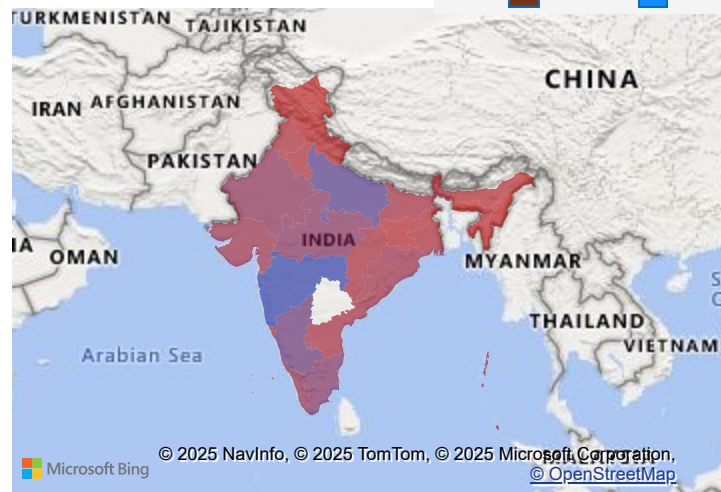 TURKMENISTAN
TAJIKISTAN
CHINA
IRAN
AFGHANISTAN
PAKISTAN
INDIA
OMAN
MYANMAR
THAILAND
VIETNAM
Arabian Sea
© 2025 NavInfo, © 2025 TomTom, © 2025 Microsoft Corporation,
Microsoft Bing
© OpenStreetMap